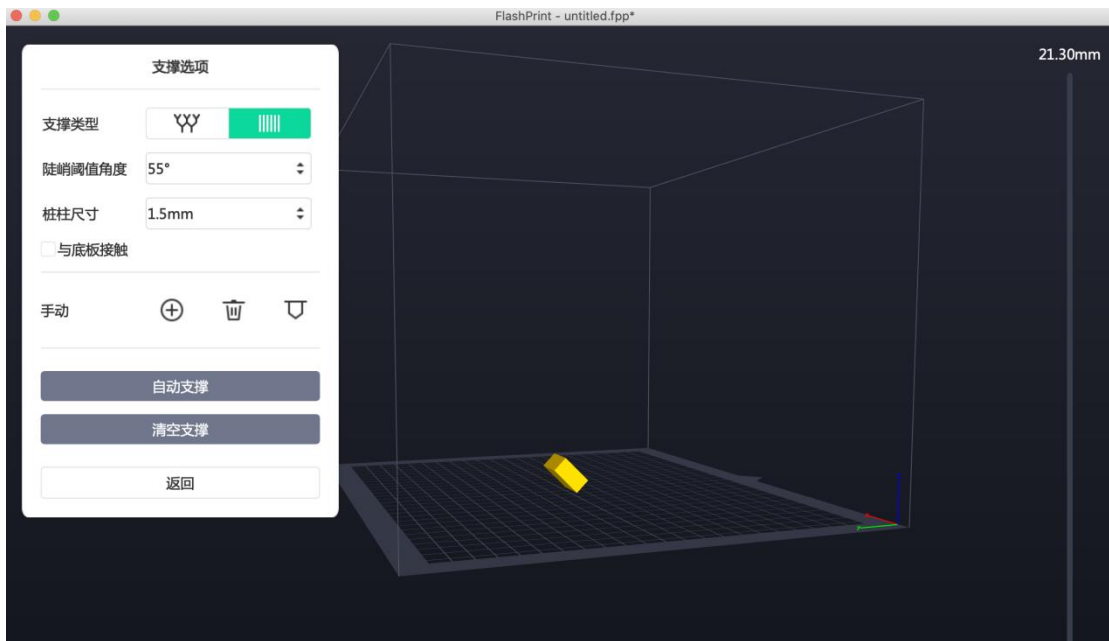 FlashPrint - untitled.fpp*
支撑选项
支撑类型
陡峭阈值角度 55°
桩柱尺寸 1.5mm
与底板接触
手动
自动支撑
清空支撑
返回
21.30mm